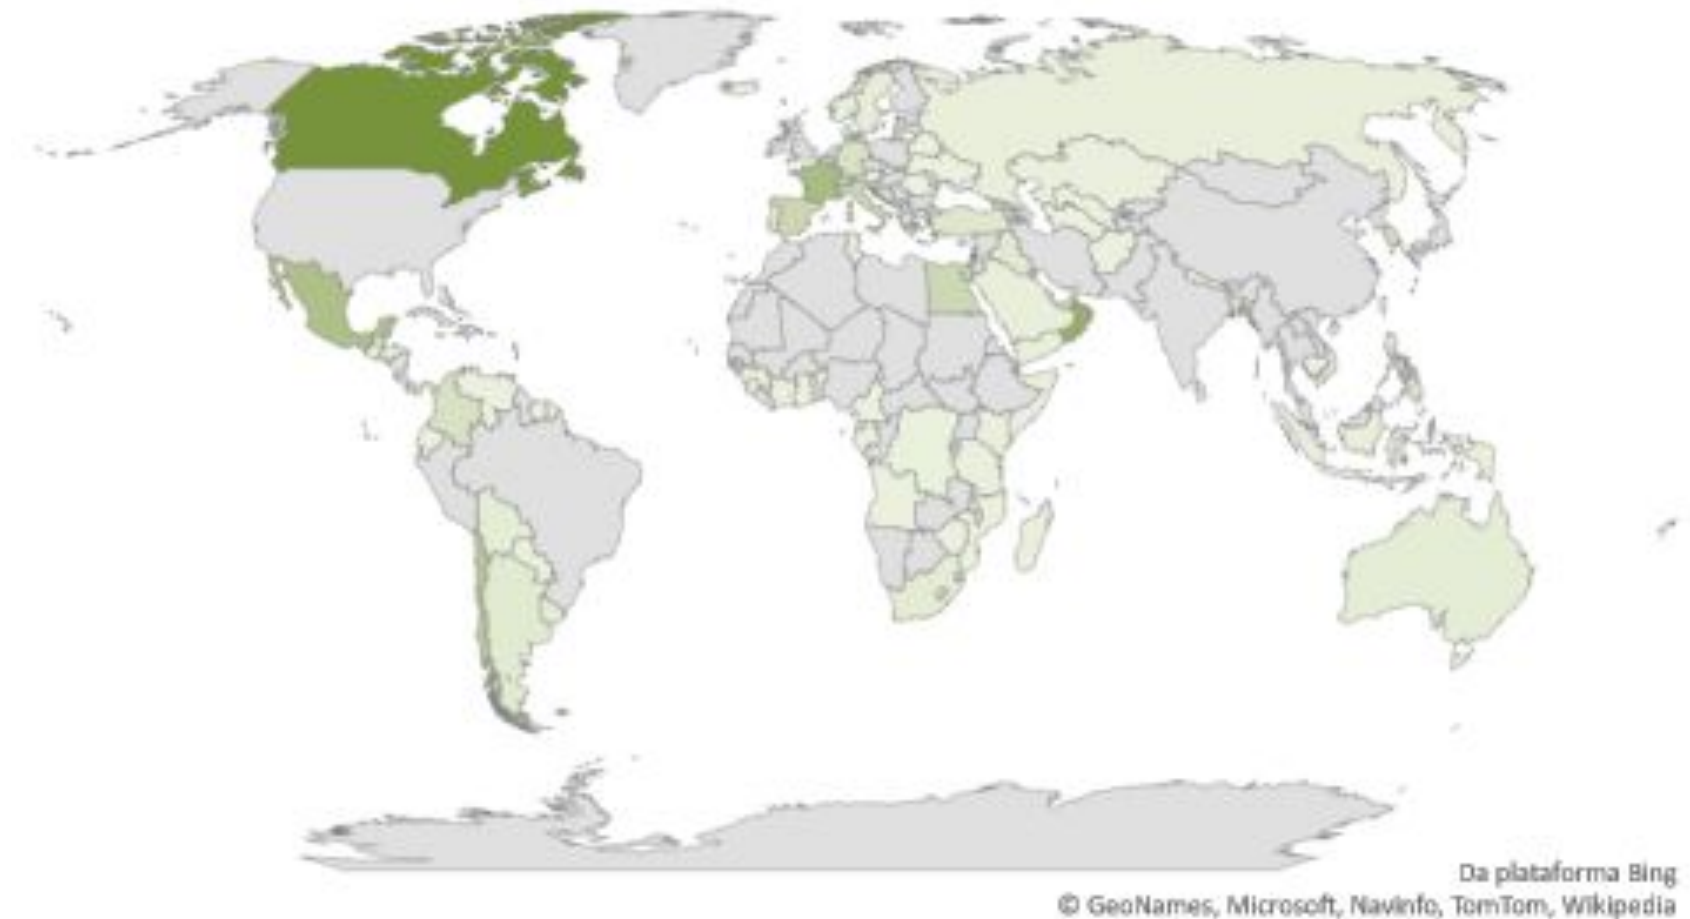 Da plataforma Bing
© GeoNames, Microsoft, NavInfo, TomTom, Wikipedia